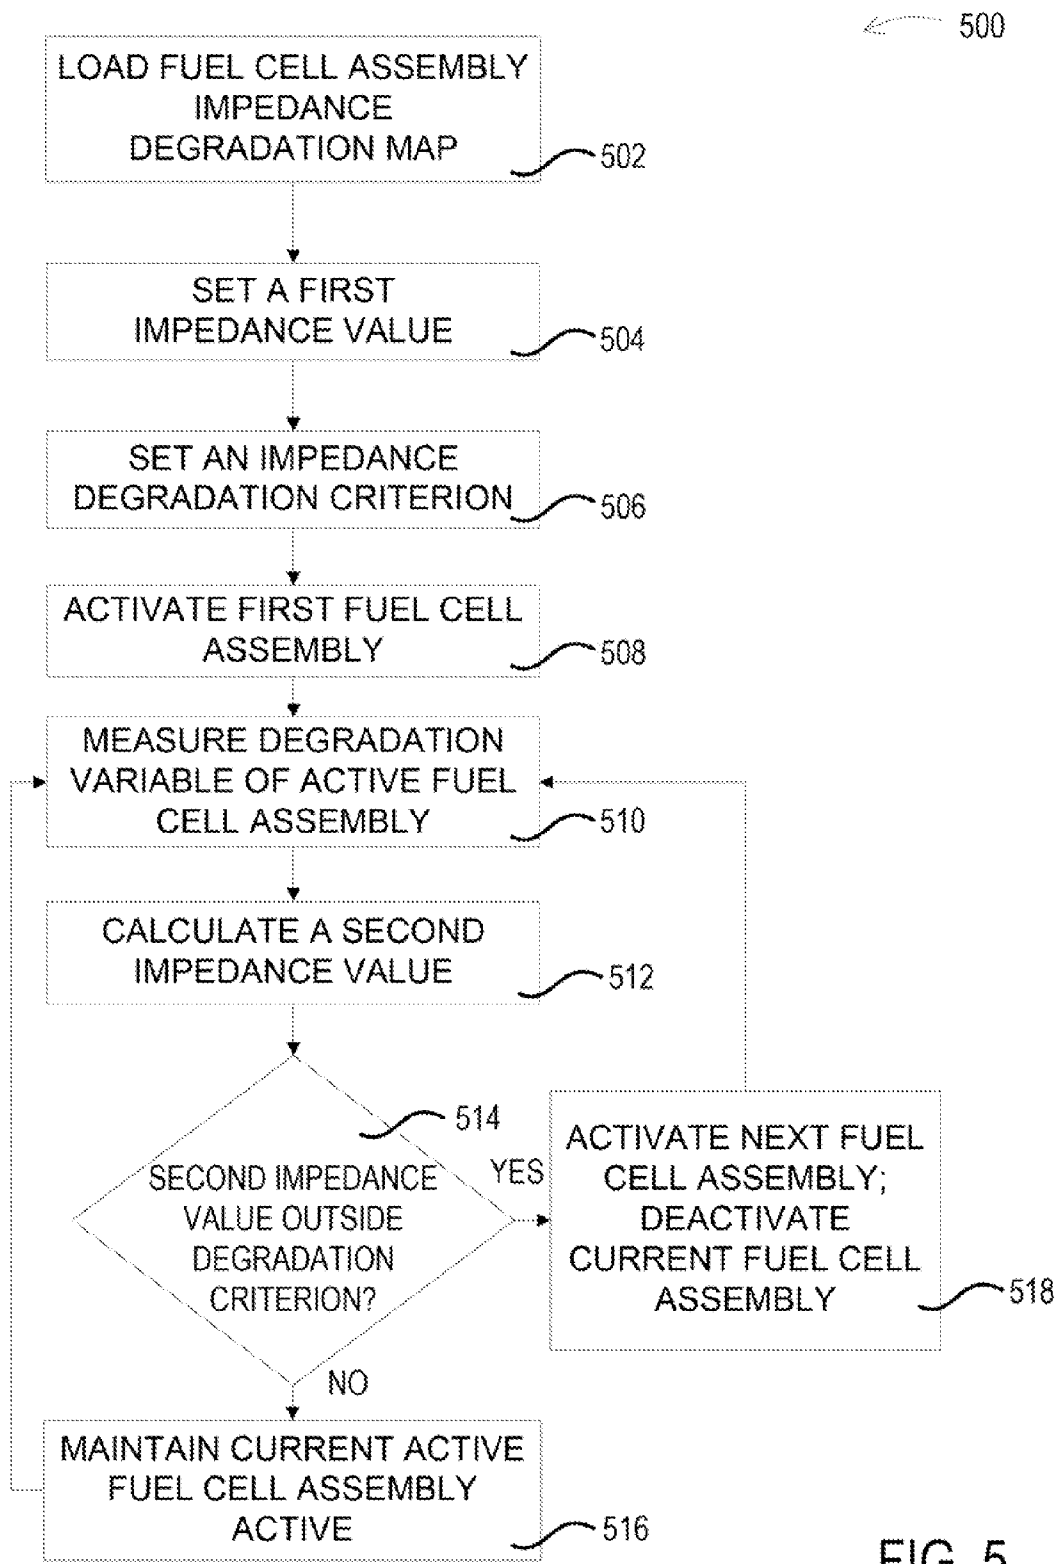 500
LOAD FUEL CELL ASSEMBLY
IMPEDANCE
DEGRADATION MAP
502
SET A FIRST
IMPEDANCE VALUE
504
SET AN IMPEDANCE
DEGRADATION CRITERION
506
ACTIVATE FIRST FUEL CELL
ASSEMBLY
508
MEASURE DEGRADATION
VARIABLE OF ACTIVE FUEL
CELL ASSEMBLY
510
CALCULATE A SECOND
IMPEDANCE VALUE
512
514
SECOND IMPEDANCE
VALUE OUTSIDE
DEGRADATION
CRITERION?
YES
ACTIVATE NEXT FUEL
CELL ASSEMBLY;
DEACTIVATE
CURRENT FUEL CELL
ASSEMBLY
518
NO
MAINTAIN CURRENT ACTIVE
FUEL CELL ASSEMBLY
ACTIVE
516
FIG. 5